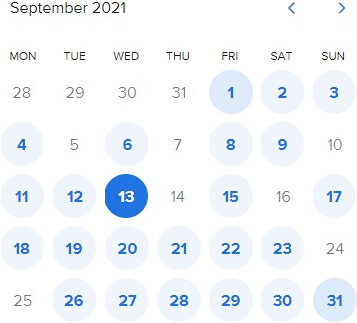 September 2021
MON TUE WED THU FRI SAT SUN
28 29 30 31 1 2 3
4 5 6 7 8 9 10
11 12 13 14 15 16 17
18 19 20 21 22 23 24
25 26 27 28 29 30 31